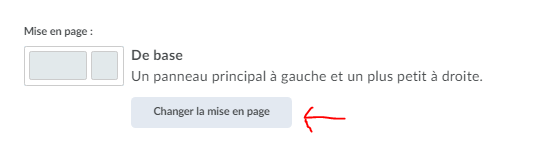 Mise en page :
De base
Un panneau principal à gauche et un plus petit à droite.
Changer la mise en page